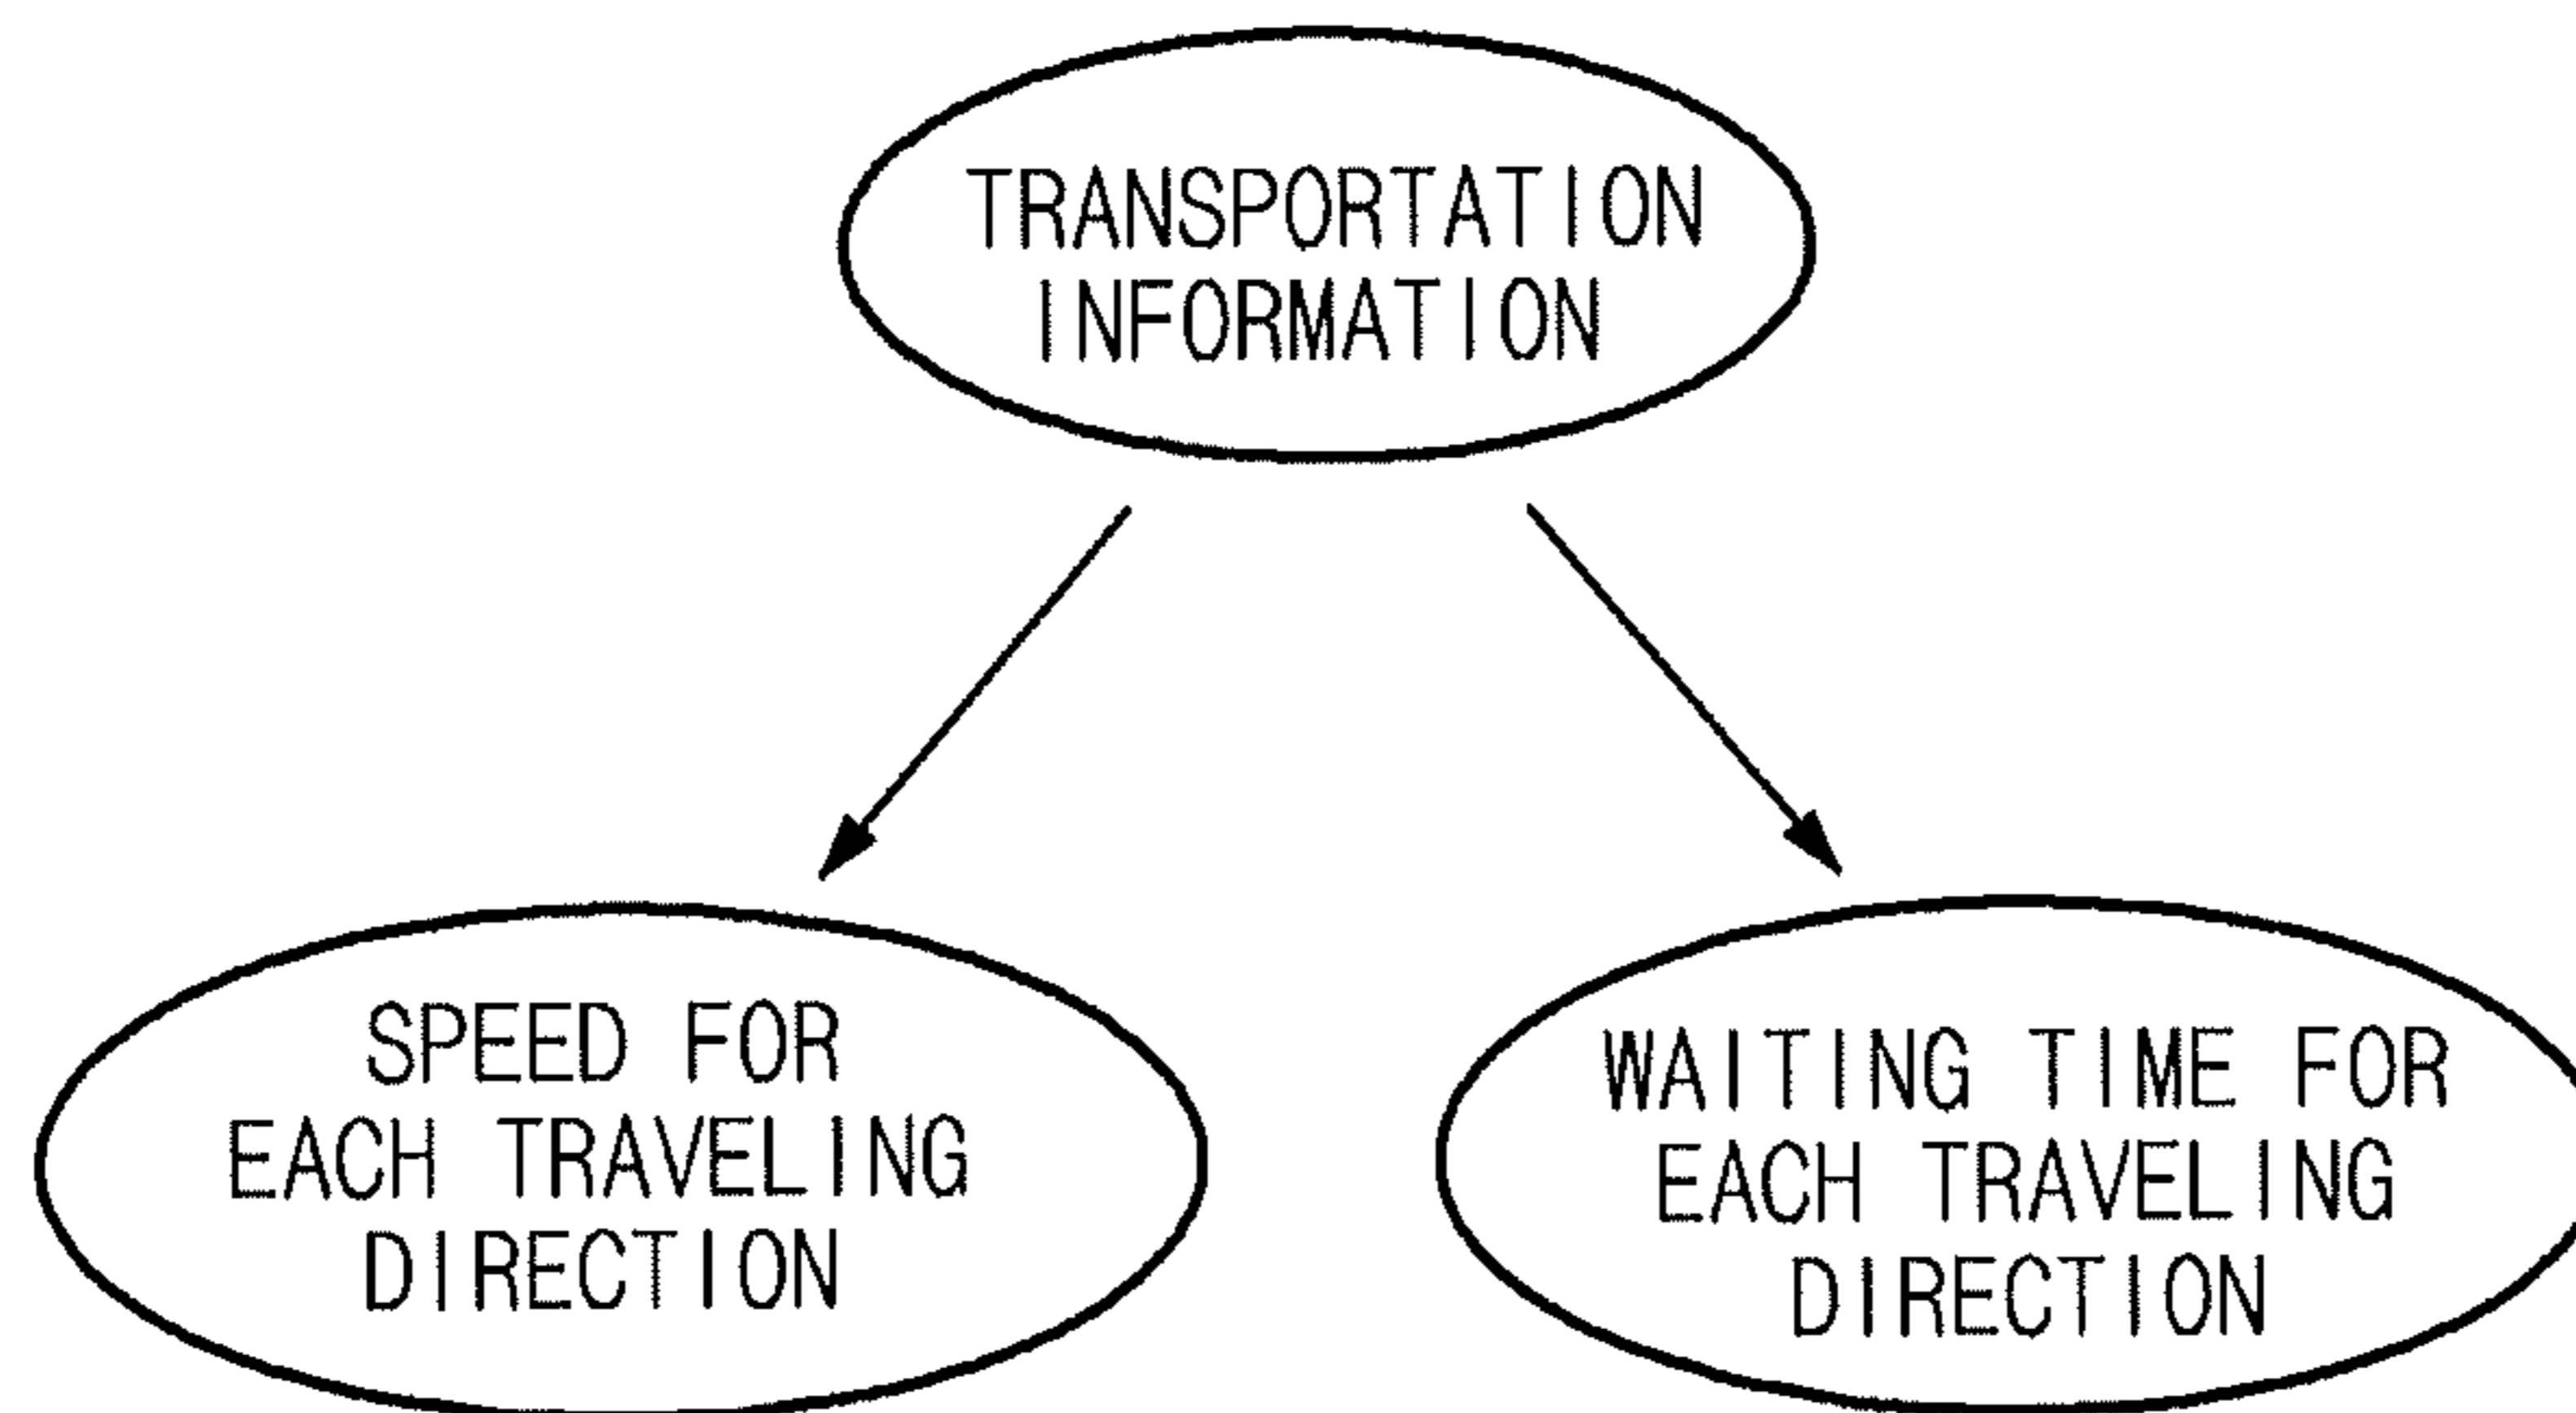 TRANSPORTATION
INFORMATION
SPEED FOR
EACH TRAVELING
DIRECTION
WAITING TIME FOR
EACH TRAVELING
DIRECTION